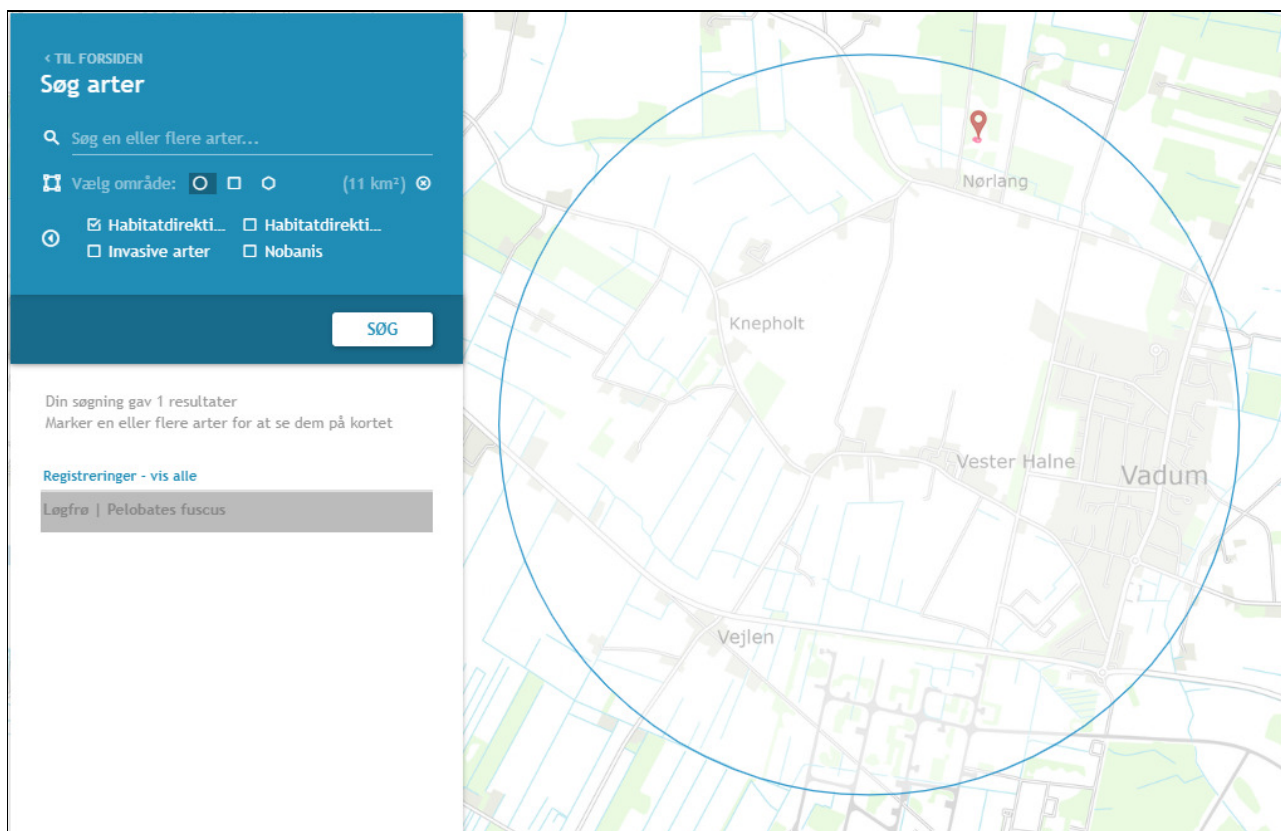 ‹ TIL FORSIDEN
Søg arter
Søg en eller flere arter...
Vælg område: (11 km²)
Habitatdirekti... Habitatdirekti...
Invasive arter Nobanis
SØG
Din søgning gav 1 resultater
Marker en eller flere arter for at se dem på kortet
Registreringer - vis alle
Løgfrø | Pelobates fuscus
Nørlang
Knepholt
Vester Halne
Vadum
Vejlen